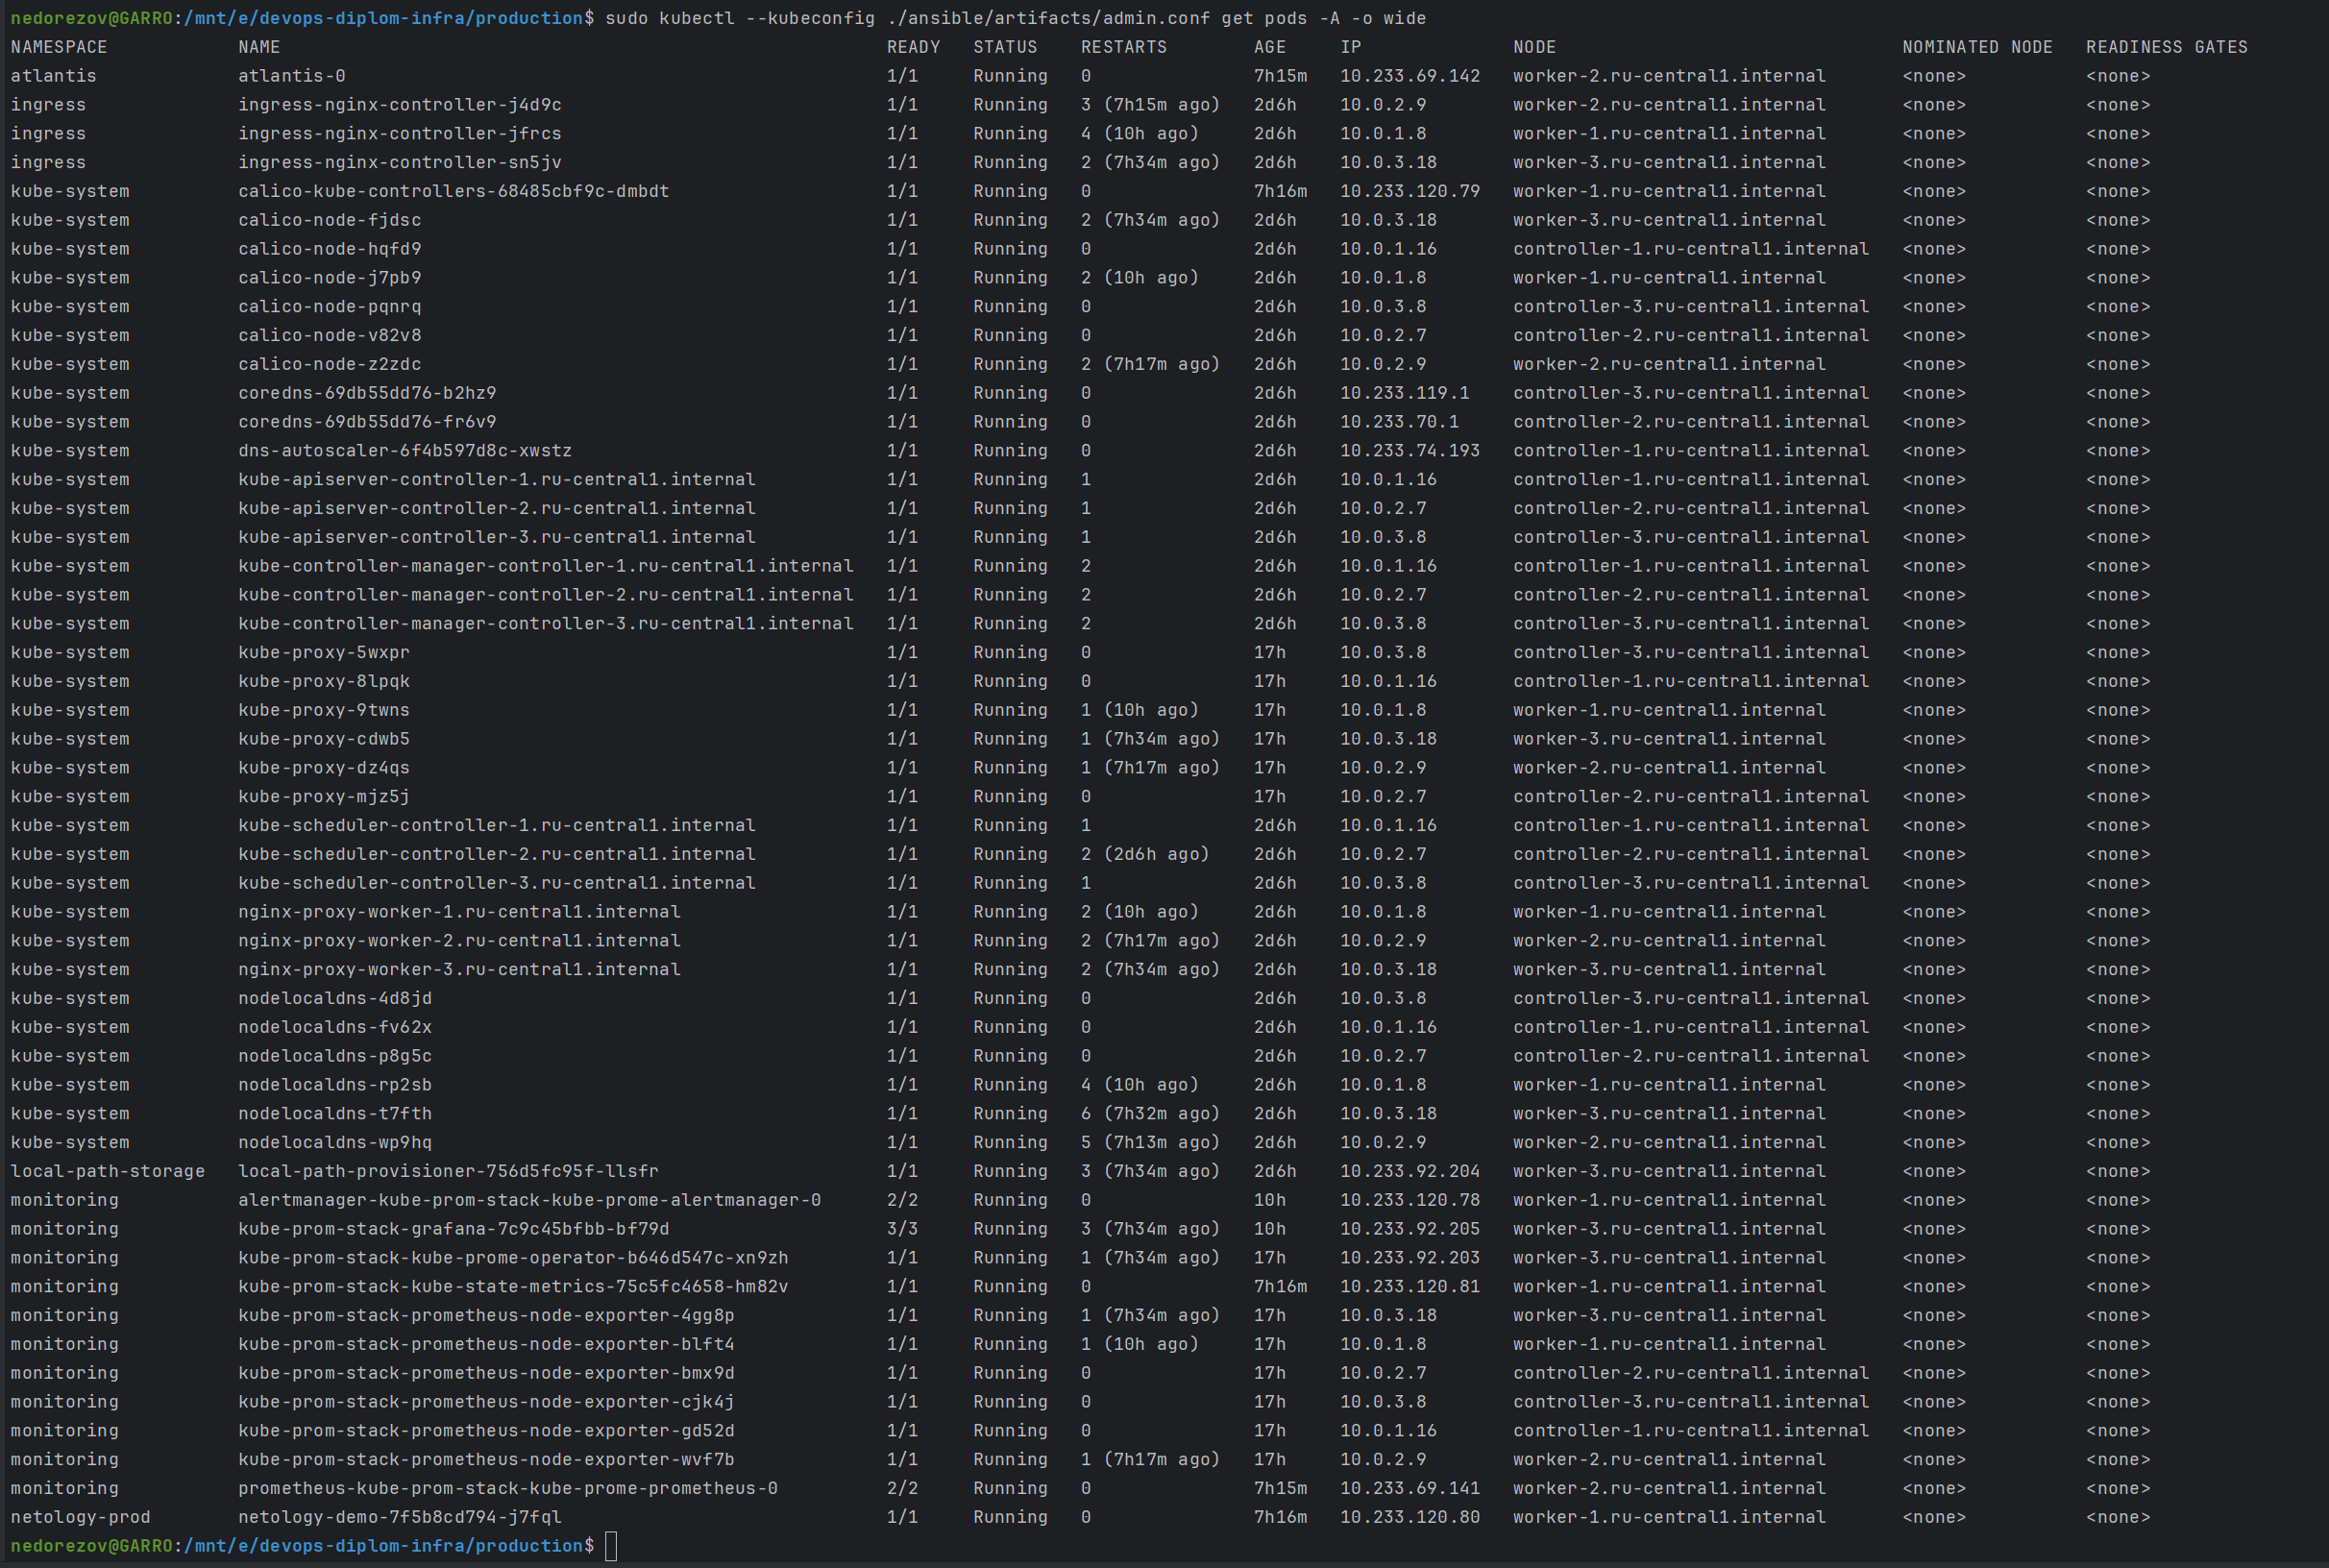 nedorezov@GARRO:/mnt/e/devops-diplom-infra/production$ sudo kubectl --kubeconfig ./ansible/artifacts/admin.conf get pods -A -o wide
NAMESPACE NAME READY STATUS RESTARTS AGE IP NODE NOMINATED NODE READINESS GATES
atlantis atlantis-0 1/1 Running 0 7h15m 10.233.69.142 worker-2.ru-central1.internal <none> <none>
ingress ingress-nginx-controller-j4d9c 1/1 Running 3 (7h15m ago) 2d6h 10.0.2.9 worker-2.ru-central1.internal <none> <none>
ingress ingress-nginx-controller-jfrcs 1/1 Running 4 (10h ago) 2d6h 10.0.1.8 worker-1.ru-central1.internal <none> <none>
ingress ingress-nginx-controller-sn5jv 1/1 Running 2 (7h34m ago) 2d6h 10.0.3.18 worker-3.ru-central1.internal <none> <none>
kube-system calico-kube-controllers-68485cbf9c-dmbdt 1/1 Running 0 7h16m 10.233.120.79 worker-1.ru-central1.internal <none> <none>
kube-system calico-node-fjdsc 1/1 Running 2 (7h34m ago) 2d6h 10.0.3.18 worker-3.ru-central1.internal <none> <none>
kube-system calico-node-hqfd9 1/1 Running 0 2d6h 10.0.1.16 controller-1.ru-central1.internal <none> <none>
kube-system calico-node-j7pb9 1/1 Running 2 (10h ago) 2d6h 10.0.1.8 worker-1.ru-central1.internal <none> <none>
kube-system calico-node-pqnrq 1/1 Running 0 2d6h 10.0.3.8 controller-3.ru-central1.internal <none> <none>
kube-system calico-node-v82v8 1/1 Running 0 2d6h 10.0.2.7 controller-2.ru-central1.internal <none> <none>
kube-system calico-node-z2zdc 1/1 Running 2 (7h17m ago) 2d6h 10.0.2.9 worker-2.ru-central1.internal <none> <none>
kube-system coredns-69db55dd76-b2hz9 1/1 Running 0 2d6h 10.233.119.1 controller-3.ru-central1.internal <none> <none>
kube-system coredns-69db55dd76-fr6v9 1/1 Running 0 2d6h 10.233.70.1 controller-2.ru-central1.internal <none> <none>
kube-system dns-autoscaler-6f4b597d8c-xwstz 1/1 Running 0 2d6h 10.233.74.193 controller-1.ru-central1.internal <none> <none>
kube-system kube-apiserver-controller-1.ru-central1.internal 1/1 Running 1 2d6h 10.0.1.16 controller-1.ru-central1.internal <none> <none>
kube-system kube-apiserver-controller-2.ru-central1.internal 1/1 Running 1 2d6h 10.0.2.7 controller-2.ru-central1.internal <none> <none>
kube-system kube-apiserver-controller-3.ru-central1.internal 1/1 Running 1 2d6h 10.0.3.8 controller-3.ru-central1.internal <none> <none>
kube-system kube-controller-manager-controller-1.ru-central1.internal 1/1 Running 2 2d6h 10.0.1.16 controller-1.ru-central1.internal <none> <none>
kube-system kube-controller-manager-controller-2.ru-central1.internal 1/1 Running 2 2d6h 10.0.2.7 controller-2.ru-central1.internal <none> <none>
kube-system kube-controller-manager-controller-3.ru-central1.internal 1/1 Running 2 2d6h 10.0.3.8 controller-3.ru-central1.internal <none> <none>
kube-system kube-proxy-5wxpr 1/1 Running 0 17h 10.0.3.8 controller-3.ru-central1.internal <none> <none>
kube-system kube-proxy-8lpqk 1/1 Running 0 17h 10.0.1.16 controller-1.ru-central1.internal <none> <none>
kube-system kube-proxy-9twns 1/1 Running 1 (10h ago) 17h 10.0.1.8 worker-1.ru-central1.internal <none> <none>
kube-system kube-proxy-cdwb5 1/1 Running 1 (7h34m ago) 17h 10.0.3.18 worker-3.ru-central1.internal <none> <none>
kube-system kube-proxy-dz4qs 1/1 Running 1 (7h17m ago) 17h 10.0.2.9 worker-2.ru-central1.internal <none> <none>
kube-system kube-proxy-mjz5j 1/1 Running 0 17h 10.0.2.7 controller-2.ru-central1.internal <none> <none>
kube-system kube-scheduler-controller-1.ru-central1.internal 1/1 Running 1 2d6h 10.0.1.16 controller-1.ru-central1.internal <none> <none>
kube-system kube-scheduler-controller-2.ru-central1.internal 1/1 Running 2 (2d6h ago) 2d6h 10.0.2.7 controller-2.ru-central1.internal <none> <none>
kube-system kube-scheduler-controller-3.ru-central1.internal 1/1 Running 1 2d6h 10.0.3.8 controller-3.ru-central1.internal <none> <none>
kube-system nginx-proxy-worker-1.ru-central1.internal 1/1 Running 2 (10h ago) 2d6h 10.0.1.8 worker-1.ru-central1.internal <none> <none>
kube-system nginx-proxy-worker-2.ru-central1.internal 1/1 Running 2 (7h17m ago) 2d6h 10.0.2.9 worker-2.ru-central1.internal <none> <none>
kube-system nginx-proxy-worker-3.ru-central1.internal 1/1 Running 2 (7h34m ago) 2d6h 10.0.3.18 worker-3.ru-central1.internal <none> <none>
kube-system nodelocaldns-4d8jd 1/1 Running 0 2d6h 10.0.3.8 controller-3.ru-central1.internal <none> <none>
kube-system nodelocaldns-fv62x 1/1 Running 0 2d6h 10.0.1.16 controller-1.ru-central1.internal <none> <none>
kube-system nodelocaldns-p8g5c 1/1 Running 0 2d6h 10.0.2.7 controller-2.ru-central1.internal <none> <none>
kube-system nodelocaldns-rp2sb 1/1 Running 4 (10h ago) 2d6h 10.0.1.8 worker-1.ru-central1.internal <none> <none>
kube-system nodelocaldns-t7fth 1/1 Running 6 (7h32m ago) 2d6h 10.0.3.18 worker-3.ru-central1.internal <none> <none>
kube-system nodelocaldns-wp9hq 1/1 Running 5 (7h13m ago) 2d6h 10.0.2.9 worker-2.ru-central1.internal <none> <none>
local-path-storage local-path-provisioner-756d5fc95f-llsfr 1/1 Running 3 (7h34m ago) 2d6h 10.233.92.204 worker-3.ru-central1.internal <none> <none>
monitoring alertmanager-kube-prom-stack-kube-prome-alertmanager-0 2/2 Running 0 10h 10.233.120.78 worker-1.ru-central1.internal <none> <none>
monitoring kube-prom-stack-grafana-7c9c45bfbb-bf79d 3/3 Running 3 (7h34m ago) 10h 10.233.92.205 worker-3.ru-central1.internal <none> <none>
monitoring kube-prom-stack-kube-prome-operator-b646d547c-xn9zh 1/1 Running 1 (7h34m ago) 17h 10.233.92.203 worker-3.ru-central1.internal <none> <none>
monitoring kube-prom-stack-kube-state-metrics-75c5fc4658-hm82v 1/1 Running 0 7h16m 10.233.120.81 worker-1.ru-central1.internal <none> <none>
monitoring kube-prom-stack-prometheus-node-exporter-4gg8p 1/1 Running 1 (7h34m ago) 17h 10.0.3.18 worker-3.ru-central1.internal <none> <none>
monitoring kube-prom-stack-prometheus-node-exporter-blft4 1/1 Running 1 (10h ago) 17h 10.0.1.8 worker-1.ru-central1.internal <none> <none>
monitoring kube-prom-stack-prometheus-node-exporter-bmx9d 1/1 Running 0 17h 10.0.2.7 controller-2.ru-central1.internal <none> <none>
monitoring kube-prom-stack-prometheus-node-exporter-cjk4j 1/1 Running 0 17h 10.0.3.8 controller-3.ru-central1.internal <none> <none>
monitoring kube-prom-stack-prometheus-node-exporter-gd52d 1/1 Running 0 17h 10.0.1.16 controller-1.ru-central1.internal <none> <none>
monitoring kube-prom-stack-prometheus-node-exporter-wvf7b 1/1 Running 1 (7h17m ago) 17h 10.0.2.9 worker-2.ru-central1.internal <none> <none>
monitoring prometheus-kube-prom-stack-kube-prome-prometheus-0 2/2 Running 0 7h15m 10.233.69.141 worker-2.ru-central1.internal <none> <none>
netology-prod netology-demo-7f5b8cd794-j7fql 1/1 Running 0 7h16m 10.233.120.80 worker-1.ru-central1.internal <none> <none>
nedorezov@GARRO:/mnt/e/devops-diplom-infra/production$